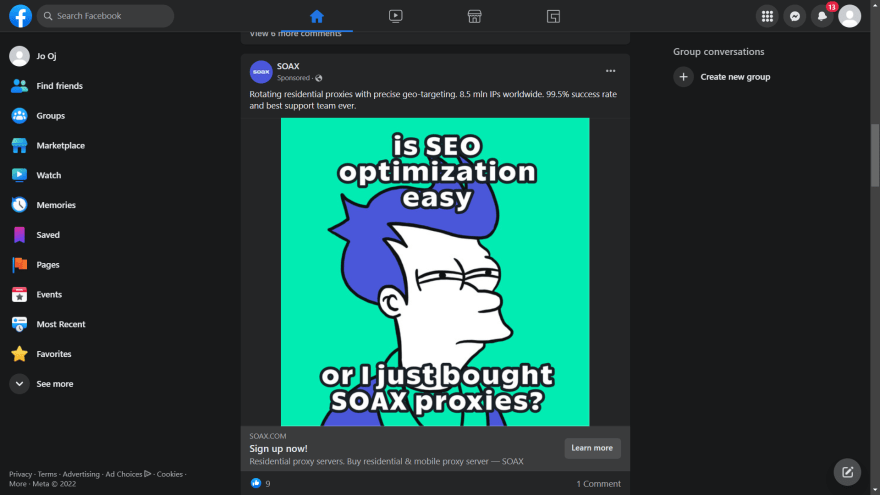 Search Facebook
13
Jo Oj
Find friends
Groups
Marketplace
Watch
Memories
Saved
Pages
Events
Most Recent
Favorites
See more
Privacy · Terms · Advertising · Ad Choices · Cookies ·
More · Meta © 2022
View 6 more comments
SOAX
SOAX
Sponsored ·
Rotating residential proxies with precise geo-targeting. 8.5 mln IPs worldwide. 99.5% success rate
and best support team ever.
is SEO
optimization
easy
or I just bought
SOAX proxies?
SOAX.COM
Sign up now!
Residential proxy servers. Buy residential & mobile proxy server — SOAX
Learn more
9
1 Comment
Group conversations
Create new group